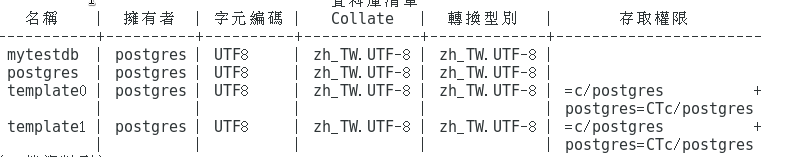 資料庫清單
名稱 | 擁有者 | 字元編碼 | Collate | 轉換型別 | 存取權限
-----------+----------+----------+-------------+-------------+-----------------------
mytestdb | postgres | UTF8 | zh_TW.UTF-8 | zh_TW.UTF-8 |
postgres | postgres | UTF8 | zh_TW.UTF-8 | zh_TW.UTF-8 |
template0 | postgres | UTF8 | zh_TW.UTF-8 | zh_TW.UTF-8 | =c/postgres +
| | | | | postgres=CTc/postgres
template1 | postgres | UTF8 | zh_TW.UTF-8 | zh_TW.UTF-8 | =c/postgres +
| | | | | postgres=CTc/postgres